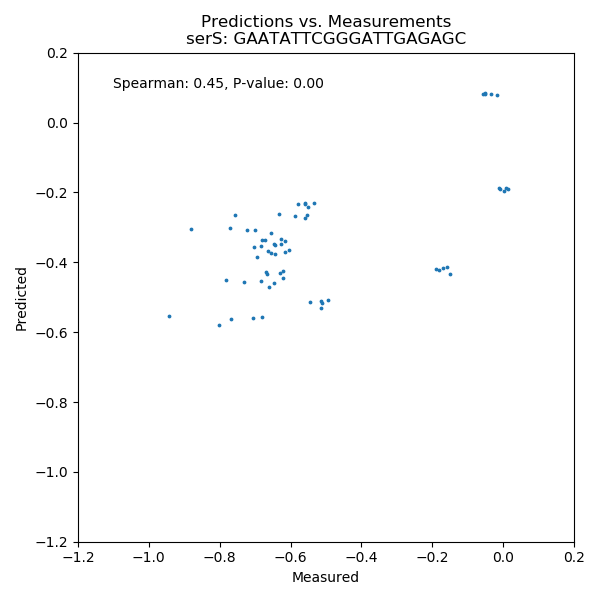 Predictions vs. Measurements
serS: GAATATTCGGGATTGAGAGC
Spearman: 0.45, P-value: 0.00
0.2
0.0
−0.2
−0.4
−0.6
−0.8
−1.0
−1.2
Predicted
−1.2 −1.0 −0.8 −0.6 −0.4 −0.2 0.0 0.2
Measured